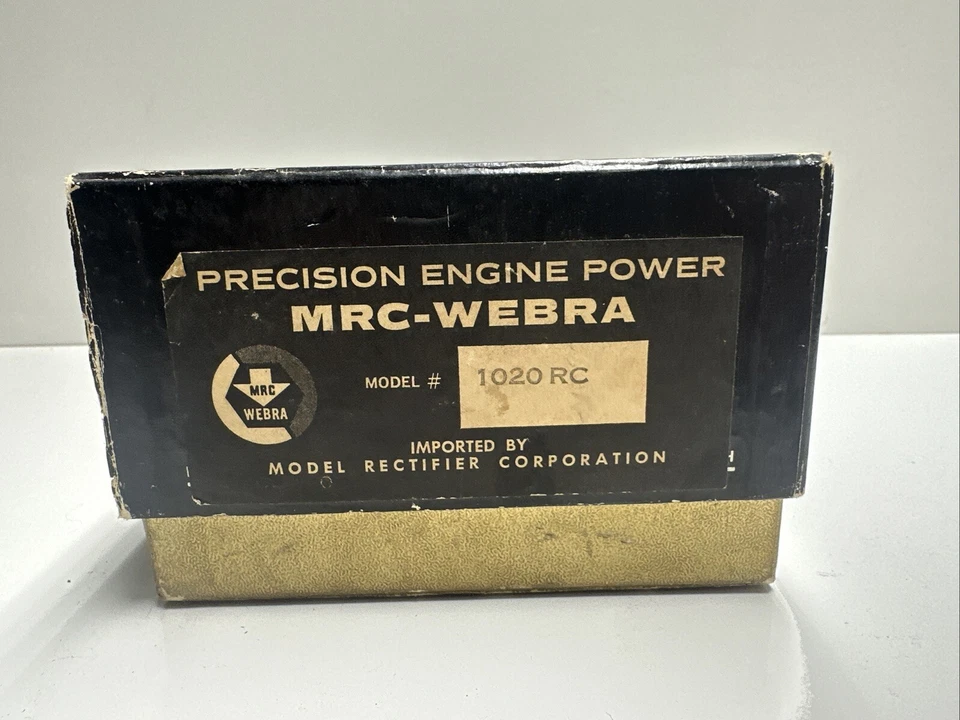 PRECISION ENGINE POWER
MRC-WEBRA
MODEL # 1020 RC
MRC
WEBRA
IMPORTED BY
MODEL RECTIFIER CORPORATION